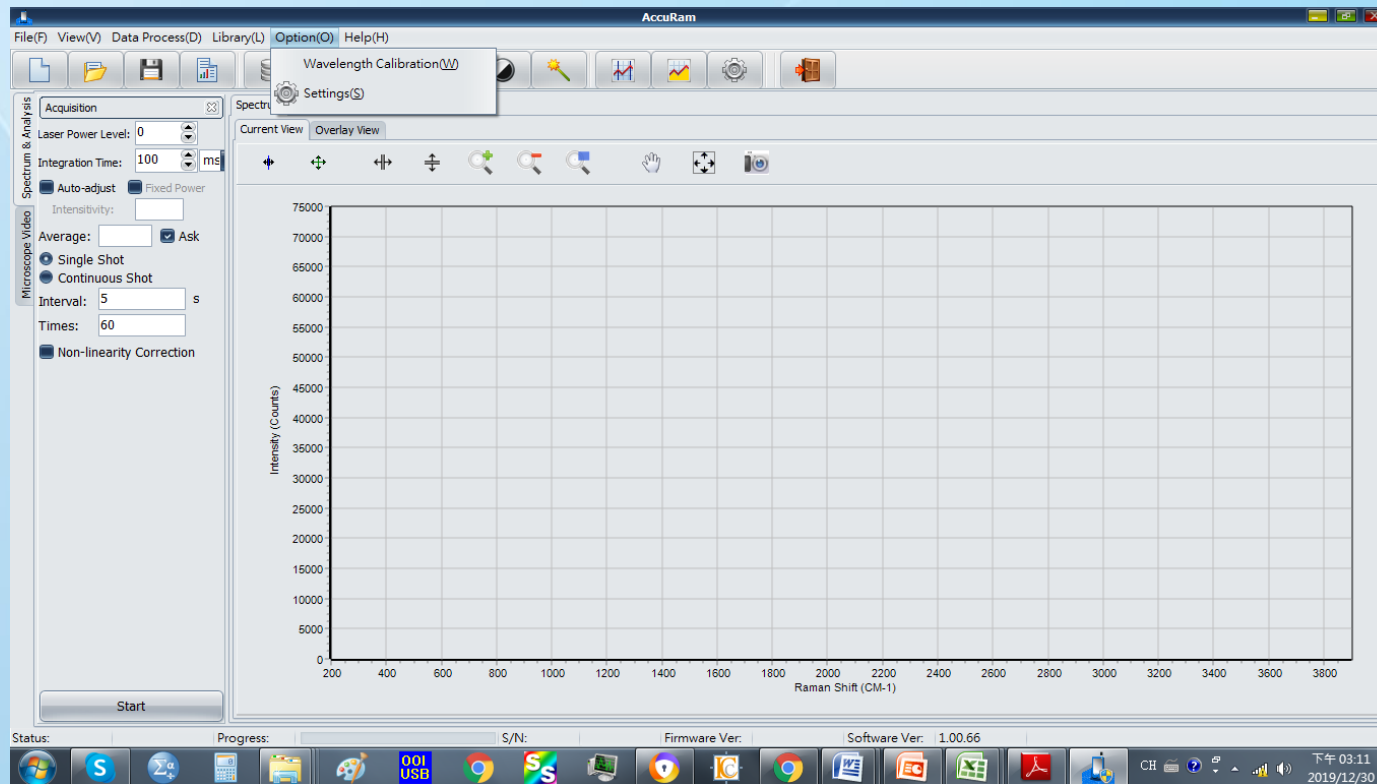 AccuRam
File(F) View(V) Data Process(D) Library(L) Option(O) Help(H)
Wavelength Calibration(W)
Settings(S)
Spectrum & Analysis
Microscope Video
Acquisition
Laser Power Level: 0
Integration Time: 100 ms
Auto-adjust Fixed Power
Intensitivity:
Average: Ask
Single Shot
Continuous Shot
Interval: 5 s
Times: 60
Non-linearity Correction
Start
Current View Overlay View
75000
70000
65000
60000
55000
50000
45000
40000
35000
30000
25000
20000
15000
10000
5000
0
Intensity (Counts)
200 400 600 800 1000 1200 1400 1600 1800 2000 2200 2400 2600 2800 3000 3200 3400 3600 3800
Raman Shift (CM-1)
Status: Progress: S/N: Firmware Ver: Software Ver: 1.00.66
S Σα OOI USB SS IC W PC X CH ?
下午 03:11
2019/12/30